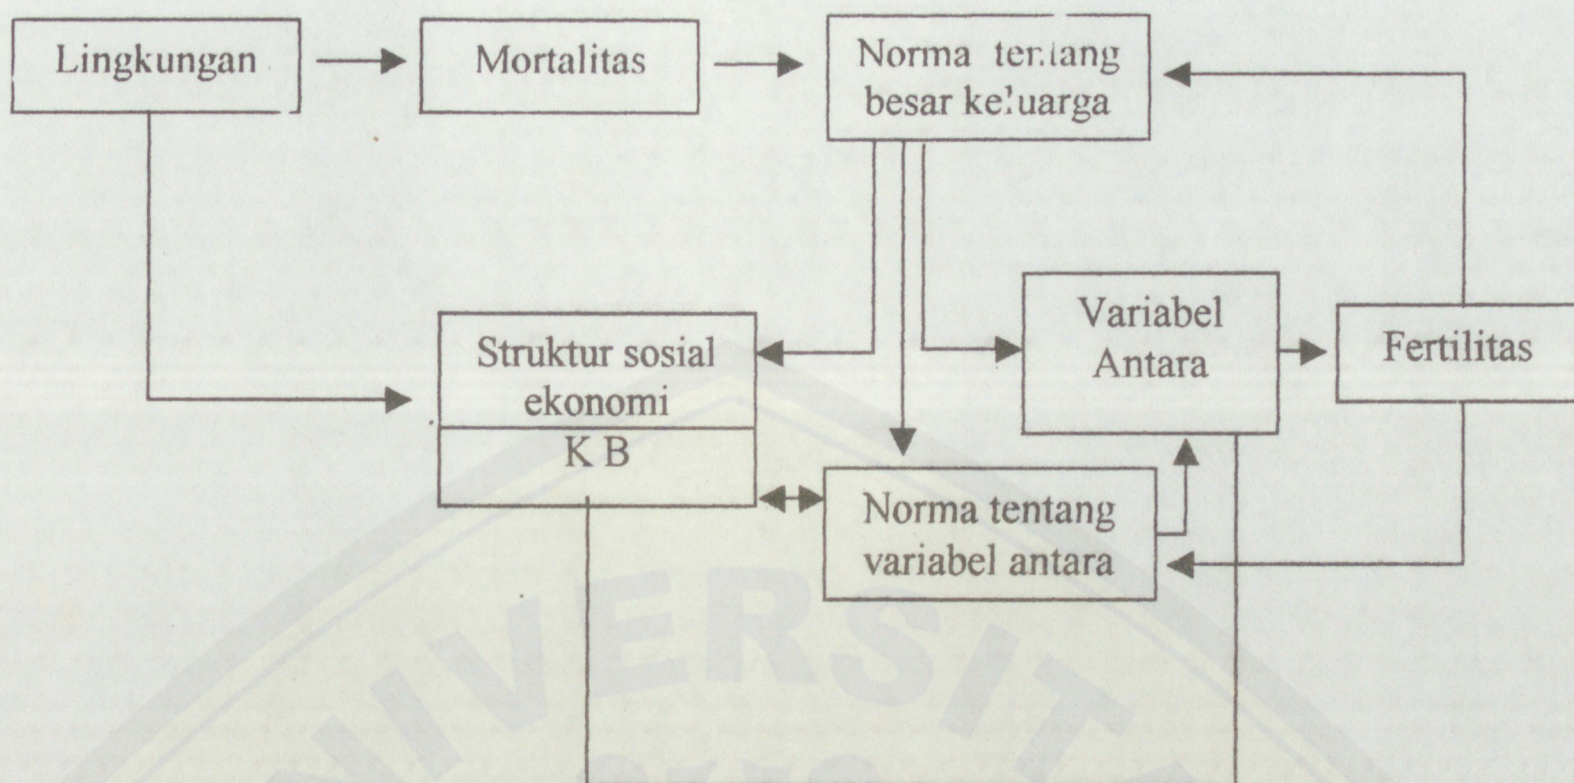 Lingkungan
Mortalitas
Norma tentang
besar keluarga
Struktur sosial
ekonomi
K B
Variabel
Antara
Fertilitas
Norma tentang
variabel antara